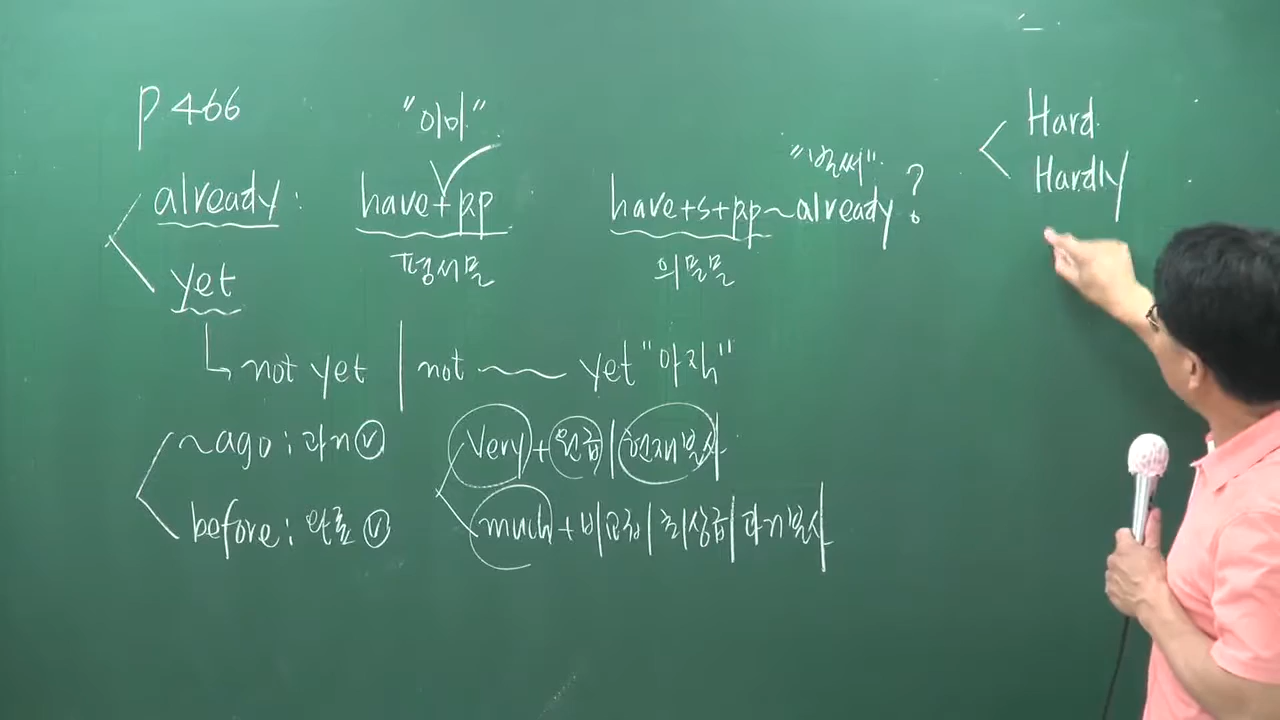 P 466
"이미"
already : have + pp
평서문
"벌써"
have+s+pp ~ already ?
의문문
yet
not yet | not ~ yet "아직"
~ago : 과거 ⓥ
before : 완료 ⓥ
very + 원급 | 현재분사
much + 비교급 | 최상급 | 과거분사
Hard
Hardly